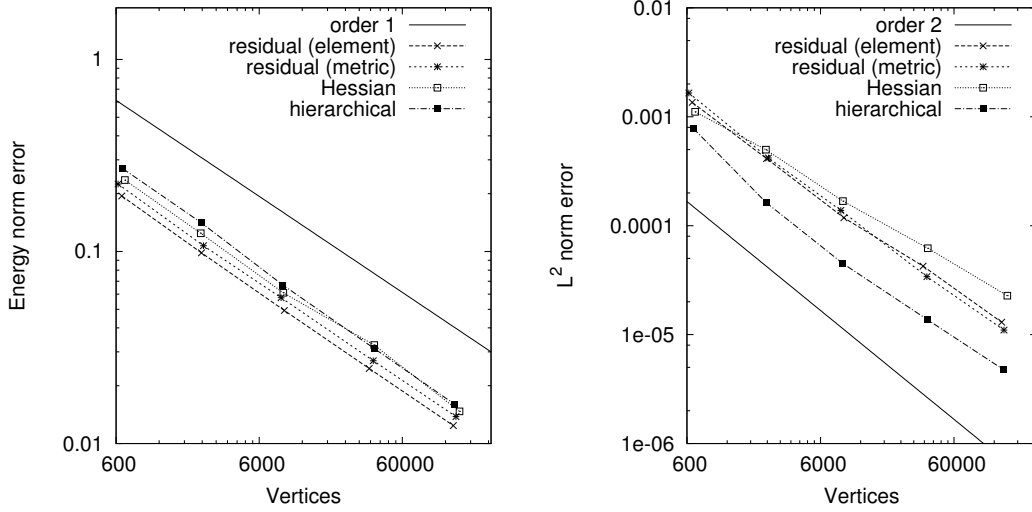 order 1
residual (element)
residual (metric)
Hessian
hierarchical
1
0.1
0.01
Energy norm error
600
6000
60000
Vertices
order 2
residual (element)
residual (metric)
Hessian
hierarchical
0.01
0.001
0.0001
1e-05
1e-06
L² norm error
600
6000
60000
Vertices